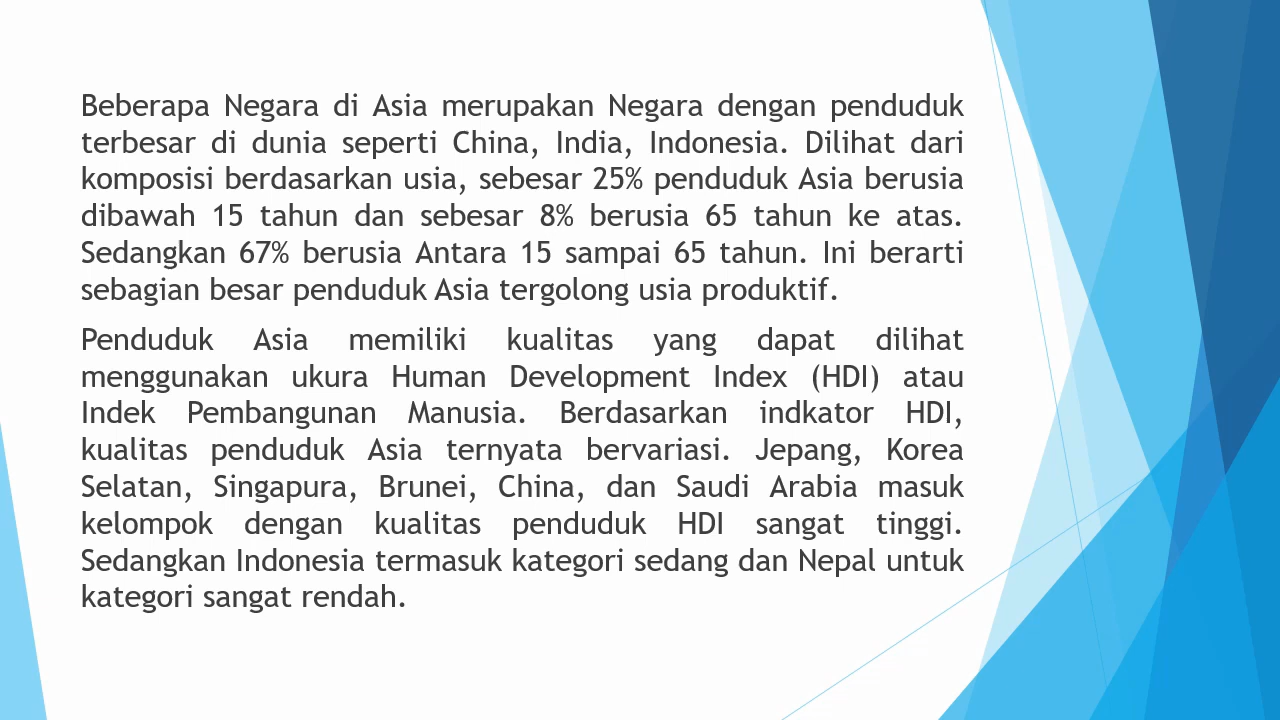 Beberapa Negara di Asia merupakan Negara dengan penduduk
terbesar di dunia seperti China, India, Indonesia. Dilihat dari
komposisi berdasarkan usia, sebesar 25% penduduk Asia berusia
dibawah 15 tahun dan sebesar 8% berusia 65 tahun ke atas.
Sedangkan 67% berusia Antara 15 sampai 65 tahun. Ini berarti
sebagian besar penduduk Asia tergolong usia produktif.
Penduduk Asia memiliki kualitas yang dapat dilihat
menggunakan ukura Human Development Index (HDI) atau
Indek Pembangunan Manusia. Berdasarkan indkator HDI,
kualitas penduduk Asia ternyata bervariasi. Jepang, Korea
Selatan, Singapura, Brunei, China, dan Saudi Arabia masuk
kelompok dengan kualitas penduduk HDI sangat tinggi.
Sedangkan Indonesia termasuk kategori sedang dan Nepal untuk
kategori sangat rendah.